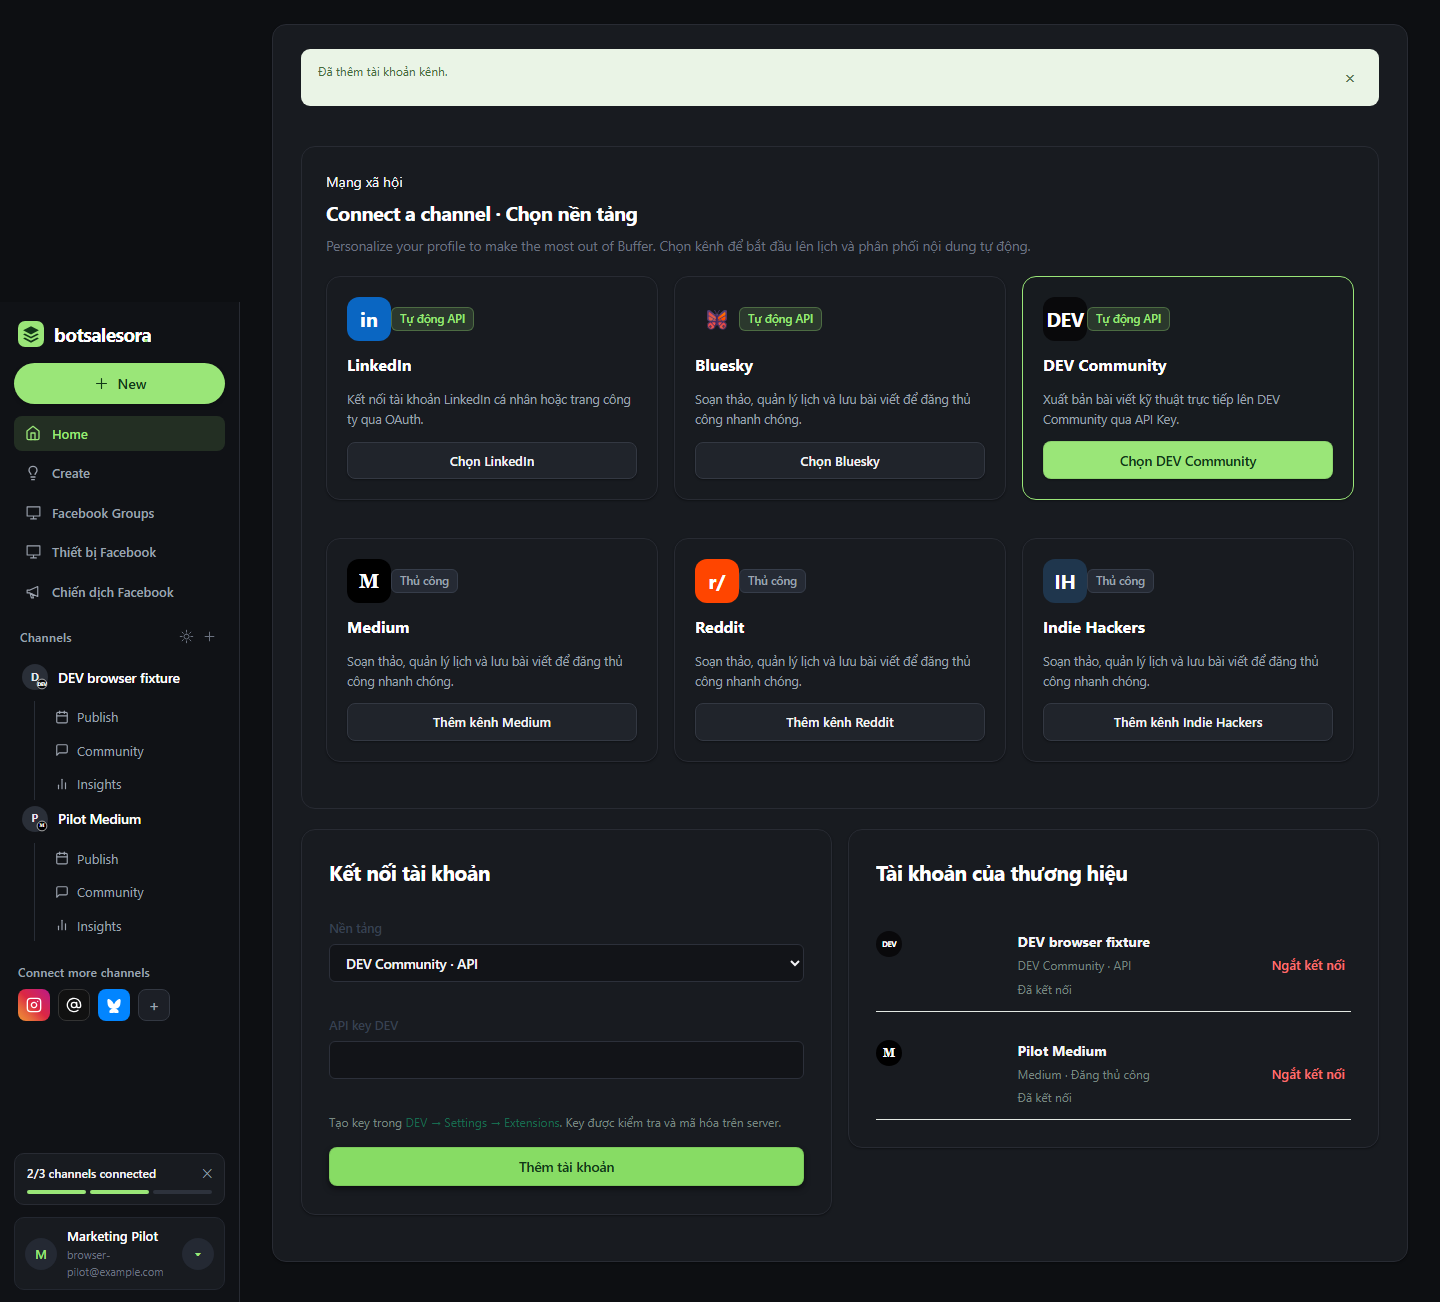 Đã thêm tài khoản kênh.
×
Mạng xã hội
Connect a channel · Chọn nền tảng
Personalize your profile to make the most out of Buffer. Chọn kênh để bắt đầu lên lịch và phân phối nội dung tự động.
in
Tự động API
LinkedIn
Kết nối tài khoản LinkedIn cá nhân hoặc trang công
ty qua OAuth.
Chọn LinkedIn
Tự động API
Bluesky
Soạn thảo, quản lý lịch và lưu bài viết để đăng thủ
công nhanh chóng.
Chọn Bluesky
DEV
Tự động API
DEV Community
Xuất bản bài viết kỹ thuật trực tiếp lên DEV
Community qua API Key.
Chọn DEV Community
M
Thủ công
Medium
Soạn thảo, quản lý lịch và lưu bài viết để đăng thủ
công nhanh chóng.
Thêm kênh Medium
r/
Thủ công
Reddit
Soạn thảo, quản lý lịch và lưu bài viết để đăng thủ
công nhanh chóng.
Thêm kênh Reddit
IH
Thủ công
Indie Hackers
Soạn thảo, quản lý lịch và lưu bài viết để đăng thủ
công nhanh chóng.
Thêm kênh Indie Hackers
Kết nối tài khoản
Nền tảng
DEV Community · API
API key DEV
Tạo key trong DEV → Settings → Extensions. Key được kiểm tra và mã hóa trên server.
Thêm tài khoản
Tài khoản của thương hiệu
DEV
DEV browser fixture
DEV Community · API
Đã kết nối
Ngắt kết nối
M
Pilot Medium
Medium · Đăng thủ công
Đã kết nối
Ngắt kết nối
botsalesora
+ New
Home
Create
Facebook Groups
Thiết bị Facebook
Chiến dịch Facebook
Channels
D
DEV
DEV browser fixture
Publish
Community
Insights
P
M
Pilot Medium
Publish
Community
Insights
Connect more channels
+
2/3 channels connected
M
Marketing Pilot
browser-
pilot@example.com